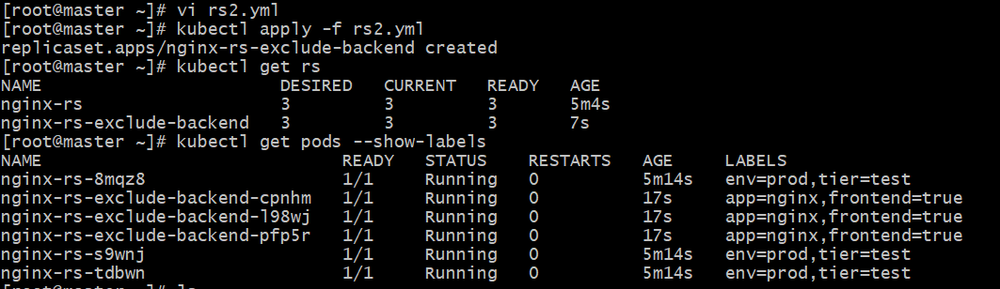 [root@master ~]# vi rs2.yml
[root@master ~]# kubectl apply -f rs2.yml
replicaset.apps/nginx-rs-exclude-backend created
[root@master ~]# kubectl get rs
NAME                       DESIRED   CURRENT   READY   AGE
nginx-rs                   3         3         3       5m4s
nginx-rs-exclude-backend   3         3         3       7s
[root@master ~]# kubectl get pods --show-labels
NAME                             READY   STATUS    RESTARTS   AGE     LABELS
nginx-rs-8mqz8                   1/1     Running   0          5m14s   env=prod,tier=test
nginx-rs-exclude-backend-cpnhm   1/1     Running   0          17s     app=nginx,frontend=true
nginx-rs-exclude-backend-l98wj   1/1     Running   0          17s     app=nginx,frontend=true
nginx-rs-exclude-backend-pfp5r   1/1     Running   0          17s     app=nginx,frontend=true
nginx-rs-s9wnj                   1/1     Running   0          5m14s   env=prod,tier=test
nginx-rs-tdbwn                   1/1     Running   0          5m14s   env=prod,tier=test